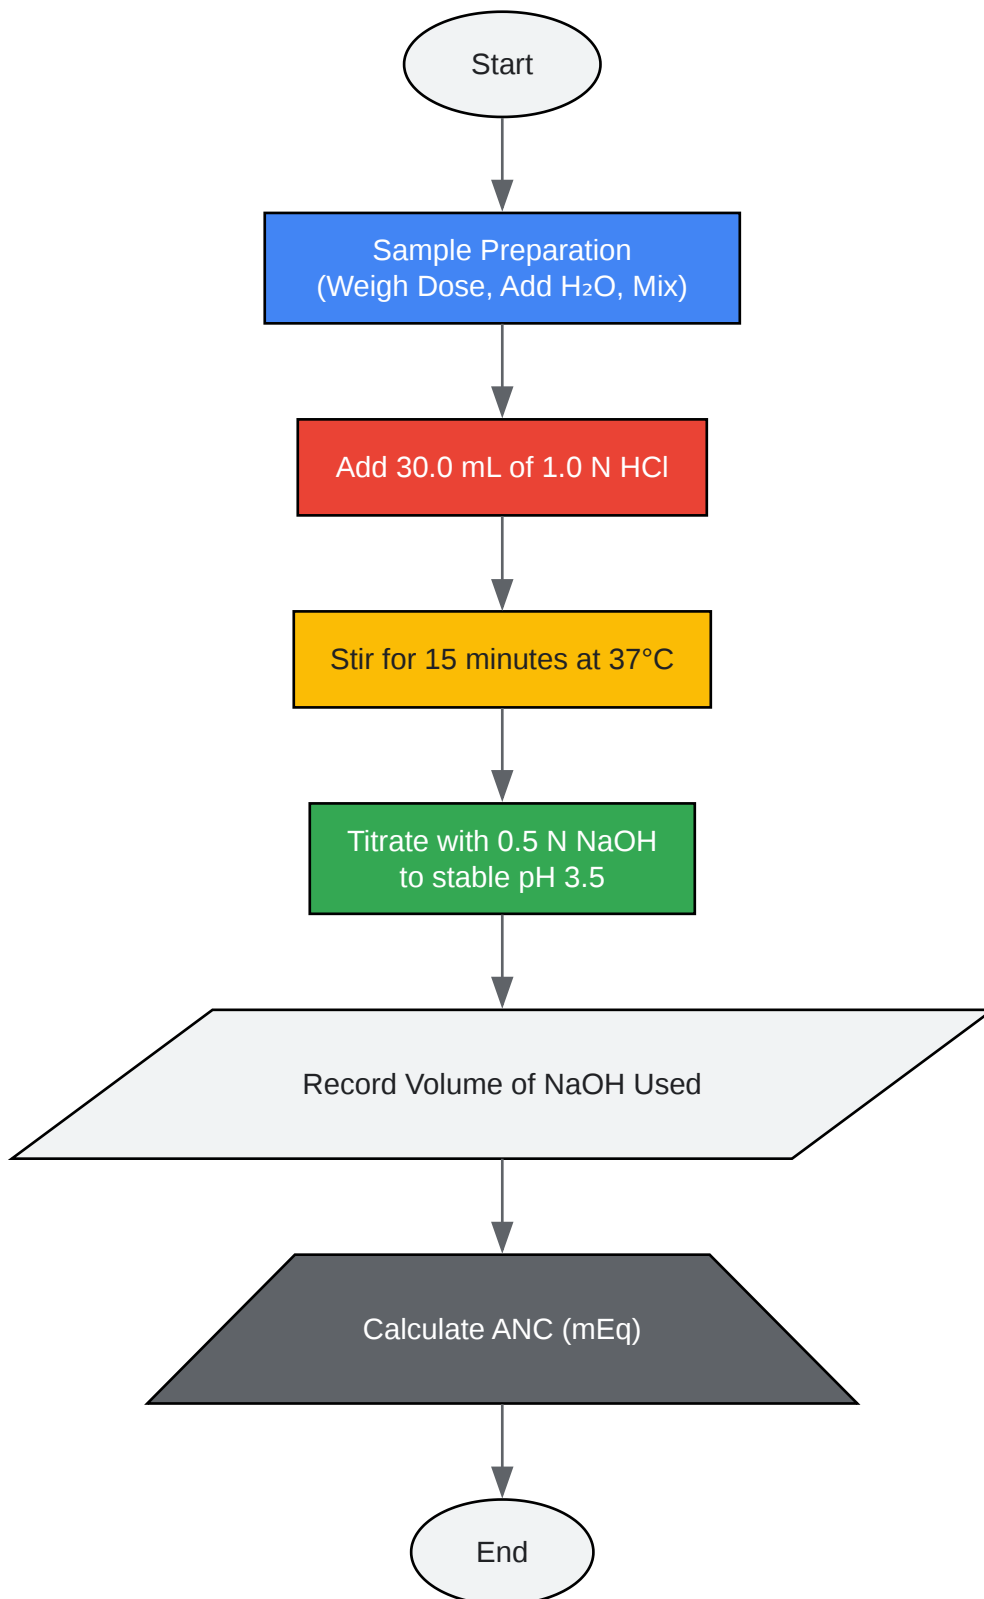 Start
Sample Preparation
(Weigh Dose, Add H₂O, Mix)
Add 30.0 mL of 1.0 N HCl
Stir for 15 minutes at 37°C
Titrate with 0.5 N NaOH
to stable pH 3.5
Record Volume of NaOH Used
Calculate ANC (mEq)
End